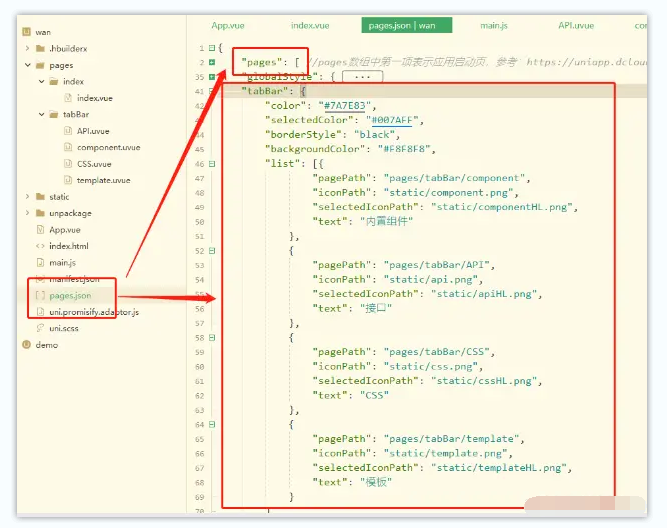 App.vue
index.vue
pages.json | wan
main.js
API.uvue
wan
.hbuilderx
pages
index
index.vue
tabBar
API.uvue
component.uvue
CSS.uvue
template.uvue
static
unpackage
App.vue
index.html
main.js
manifest.json
pages.json
uni.promisify.adaptor.js
uni.scss
demo
1 {
2 "pages": [ //pages数组中第一项表示应用启动页，参考：https://uniapp.dcloud
35 "globalStyle": { ...
41 "tabBar": {
42 "color": "#7A7E83",
43 "selectedColor": "#007AFF",
44 "borderStyle": "black",
45 "backgroundColor": "#F8F8F8",
46 "list": [{
47 "pagePath": "pages/tabBar/component",
48 "iconPath": "static/component.png",
49 "selectedIconPath": "static/componentHL.png",
50 "text": "内置组件"
51 },
52 {
53 "pagePath": "pages/tabBar/API",
54 "iconPath": "static/api.png",
55 "selectedIconPath": "static/apiHL.png",
56 "text": "接口"
57 },
58 {
59 "pagePath": "pages/tabBar/CSS",
60 "iconPath": "static/css.png",
61 "selectedIconPath": "static/cssHL.png",
62 "text": "CSS"
63 },
64 {
65 "pagePath": "pages/tabBar/template",
66 "iconPath": "static/template.png",
67 "selectedIconPath": "static/templateHL.png",
68 "text": "模板"
69 }